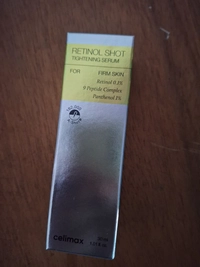 RETINOL SHOT
TIGHTENING SERUM
FOR FIRM SKIN
Retinol 0.1%
9 Peptide Complex
Panthenol 1%
celimax